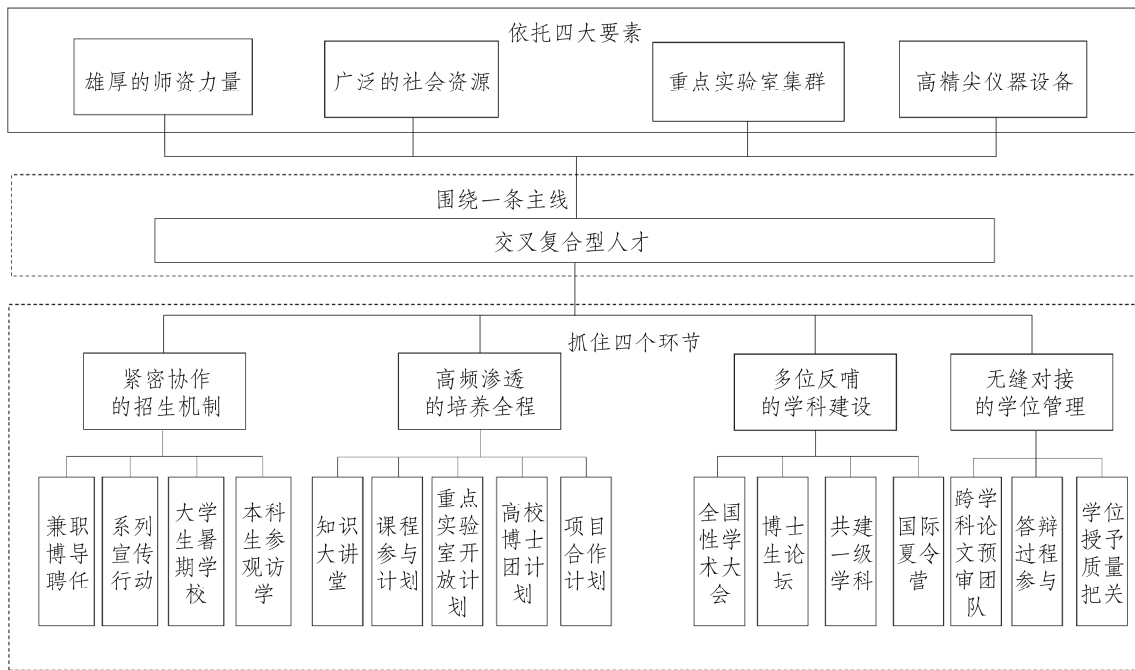 依托四大要素
雄厚的师资力量
广泛的社会资源
重点实验室集群
高精尖仪器设备
围绕一条主线
交叉复合型人才
抓住四个环节
紧密协作
的招生机制
高频渗透
的培养全程
多位反哺
的学科建设
无缝对接
的学位管理
兼职
博导
聘任
系列
宣传
行动
大学
生暑
期学
校
本科
生参
观访
学
知识
大讲
堂
课程
参与
计划
重点
实验
室开
放计
划
高校
博士
团计
划
项目
合作
计划
全国
性学
术大
会
博士
生论
坛
共建
一级
学科
国际
夏令
营
跨学
科论
文预
审团
队
答辩
过程
参与
学位
授予
质量
把关